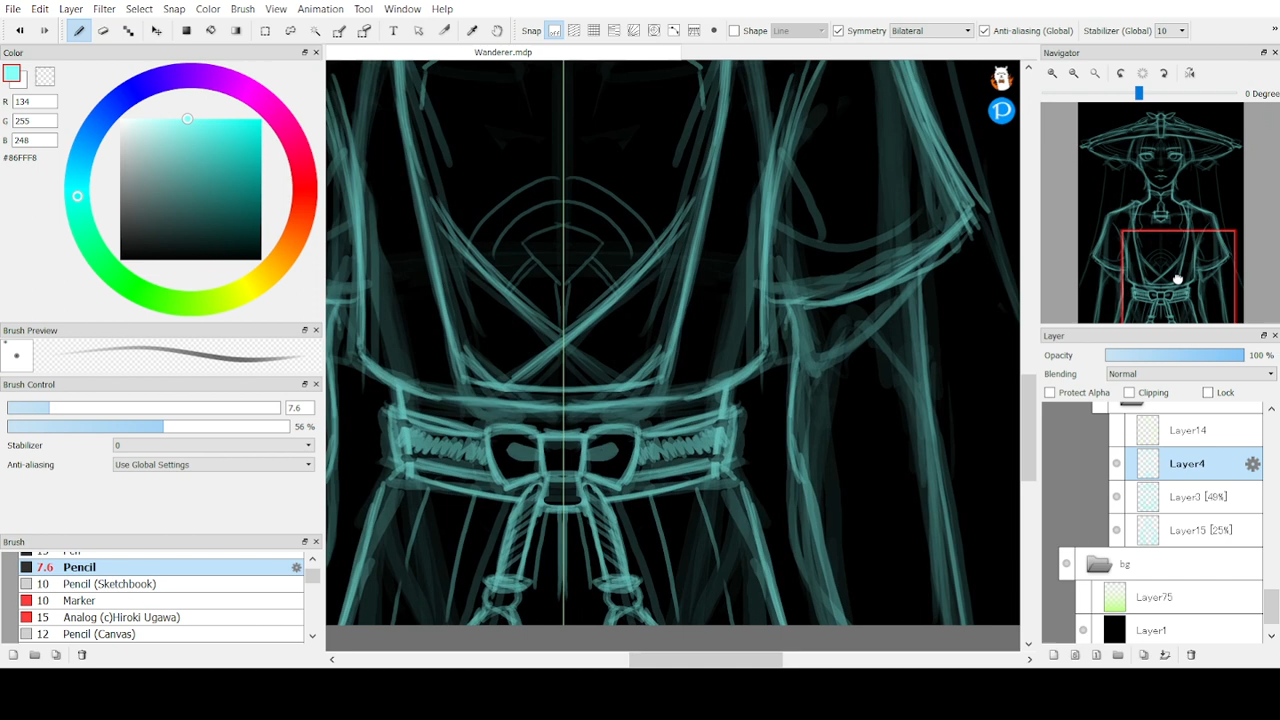 File Edit Layer Filter Select Snap Color Brush View Animation Tool Window Help
T Snap Shape Line Symmetry Bilateral Anti-aliasing (Global) Stabilizer (Global) 10 »
Color
Wanderer.mdp
Navigator
R 134
G 255
B 248
#86FFF8
0 Degree
Brush Preview
Brush Control
7.6
56 %
Stabilizer 0
Anti-aliasing Use Global Settings
Brush
7.6 Pencil
10 Pencil (Sketchbook)
10 Marker
15 Analog (c)Hiroki Ugawa)
12 Pencil (Canvas)
Layer
Opacity 100 %
Blending Normal
Protect Alpha Clipping Lock
Layer14
Layer4
Layer3 [49%]
Layer15 [25%]
bg
Layer75
Layer1